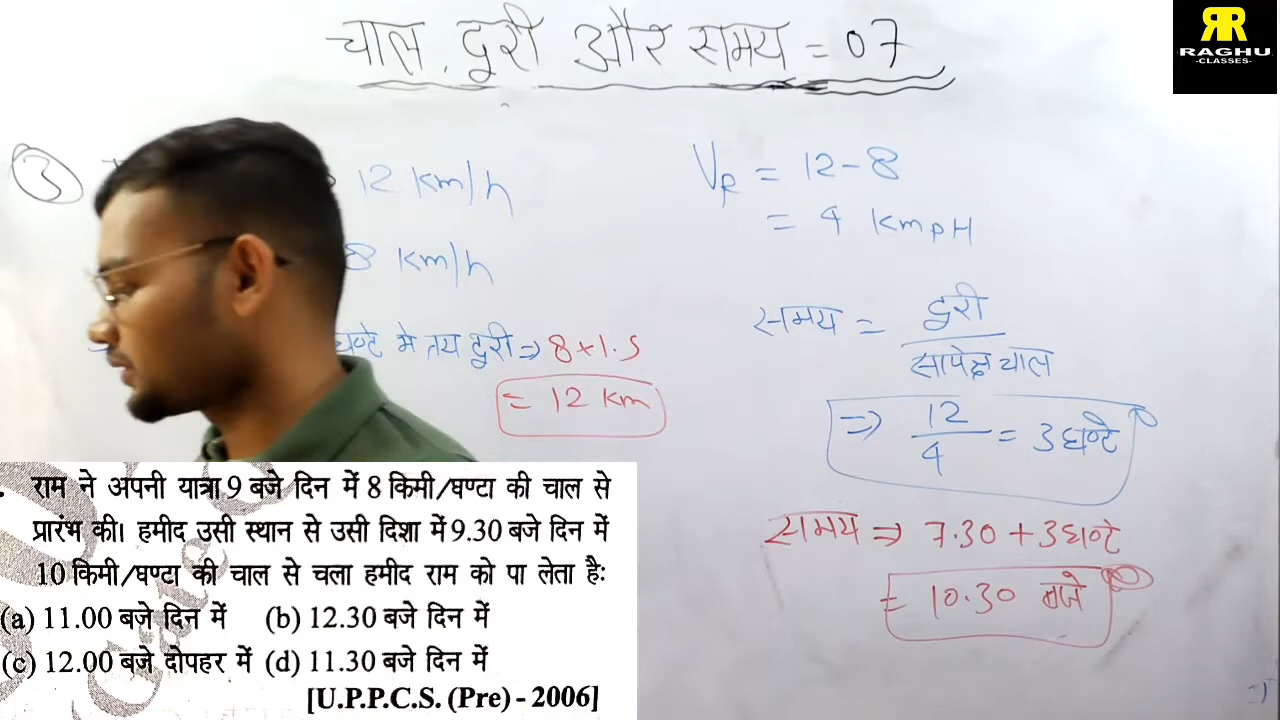 चाल, दूरी और समय = 07
RR
RAGHU
-CLASSES-
3
12 Km/h
8 Km/h
घण्टे मे तय दूरी => 8 x 1.5
= 12 Km
VR = 12 - 8
= 4 KmpH
समय = दूरी / सापेक्ष चाल
=> 12/4 = 3 घण्टे
समय => 7.30 + 3 घण्टे
= 10.30 बजे
राम ने अपनी यात्रा 9 बजे दिन में 8 किमी/घण्टा की चाल से
प्रारंभ की। हमीद उसी स्थान से उसी दिशा में 9.30 बजे दिन में
10 किमी/घण्टा की चाल से चला हमीद राम को पा लेता हैः
(a) 11.00 बजे दिन में (b) 12.30 बजे दिन में
(c) 12.00 बजे दोपहर में (d) 11.30 बजे दिन में
[U.P.P.C.S. (Pre) - 2006]